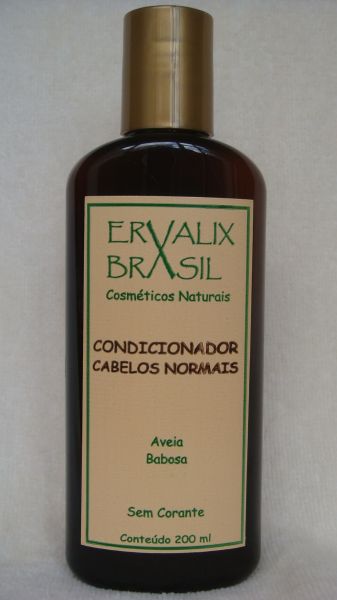 ERVALIX
BRASIL
Cosméticos Naturais
CONDICIONADOR
CABELOS NORMAIS
Aveia
Babosa
Sem Corante
Conteúdo 200 ml